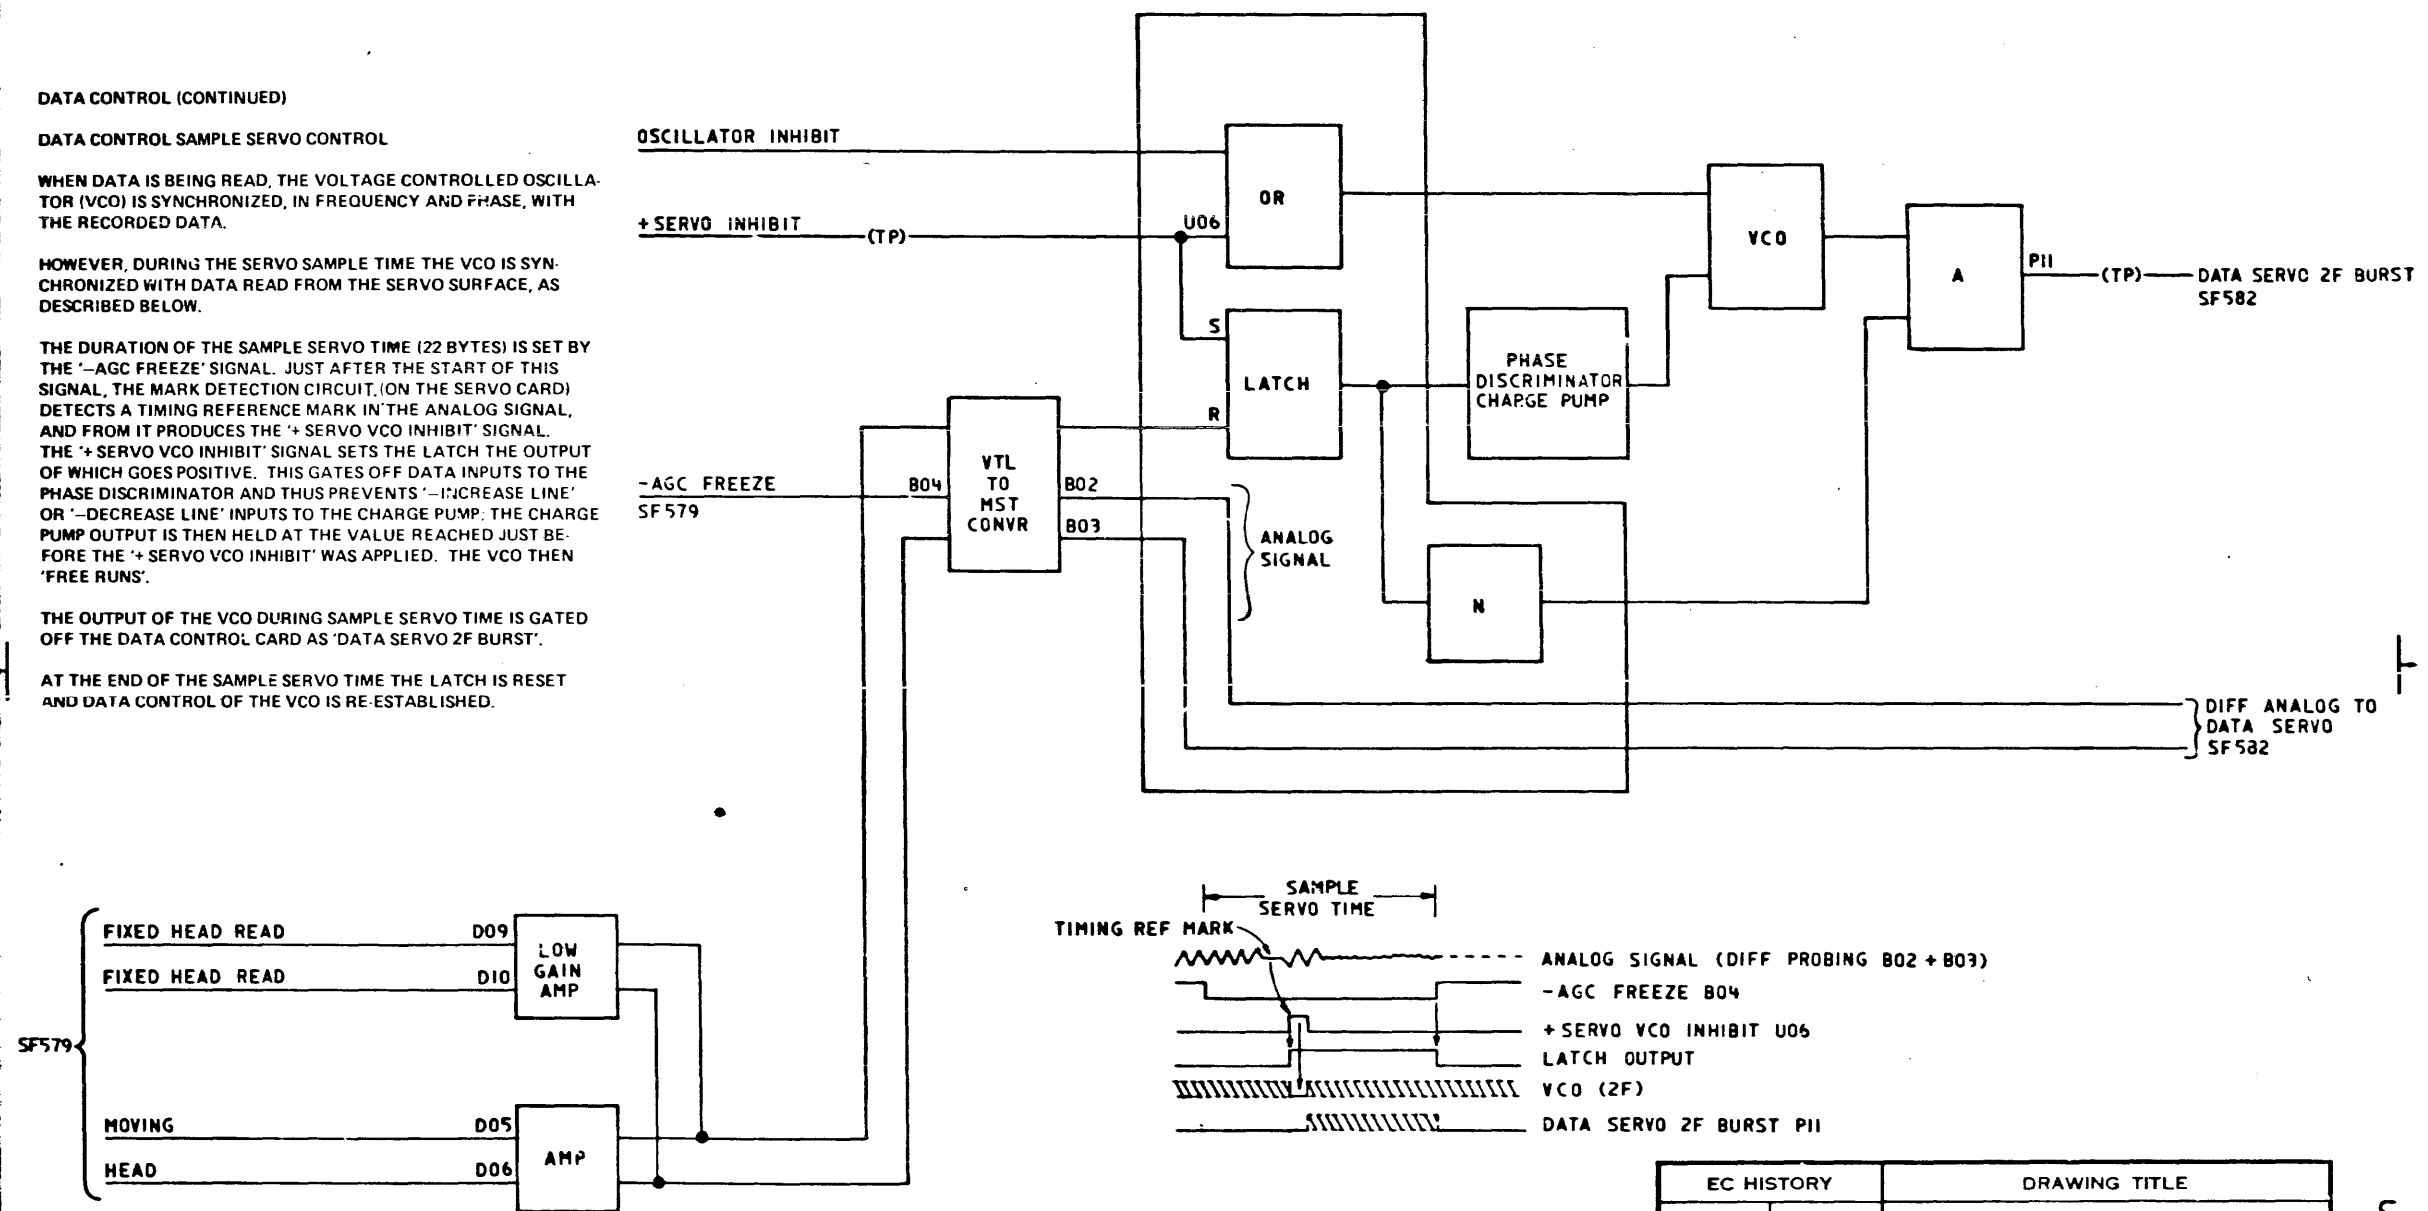 DATA CONTROL (CONTINUED)
DATA CONTROL SAMPLE SERVO CONTROL
WHEN DATA IS BEING READ, THE VOLTAGE CONTROLLED OSCILLA-
TOR (VCO) IS SYNCHRONIZED, IN FREQUENCY AND PHASE, WITH
THE RECORDED DATA.
HOWEVER, DURING THE SERVO SAMPLE TIME THE VCO IS SYN-
CHRONIZED WITH DATA READ FROM THE SERVO SURFACE, AS
DESCRIBED BELOW.
THE DURATION OF THE SAMPLE SERVO TIME (22 BYTES) IS SET BY
THE '–AGC FREEZE' SIGNAL. JUST AFTER THE START OF THIS
SIGNAL, THE MARK DETECTION CIRCUIT, (ON THE SERVO CARD)
DETECTS A TIMING REFERENCE MARK IN THE ANALOG SIGNAL,
AND FROM IT PRODUCES THE '+ SERVO VCO INHIBIT' SIGNAL.
THE '+ SERVO VCO INHIBIT' SIGNAL SETS THE LATCH THE OUTPUT
OF WHICH GOES POSITIVE. THIS GATES OFF DATA INPUTS TO THE
PHASE DISCRIMINATOR AND THUS PREVENTS '–INCREASE LINE'
OR '–DECREASE LINE' INPUTS TO THE CHARGE PUMP; THE CHARGE
PUMP OUTPUT IS THEN HELD AT THE VALUE REACHED JUST BE-
FORE THE '+ SERVO VCO INHIBIT' WAS APPLIED. THE VCO THEN
'FREE RUNS'.
THE OUTPUT OF THE VCO DURING SAMPLE SERVO TIME IS GATED
OFF THE DATA CONTROL CARD AS 'DATA SERVO 2F BURST'.
AT THE END OF THE SAMPLE SERVO TIME THE LATCH IS RESET
AND DATA CONTROL OF THE VCO IS RE-ESTABLISHED.
OSCILLATOR INHIBIT
+SERVO INHIBIT
(TP)
U06
OR
S
LATCH
R
PHASE
DISCRIMINATOR
CHARGE PUMP
VCO
A
P11
(TP)
DATA SERVO 2F BURST
SF582
-AGC FREEZE
SF579
B04
VTL
TO
MST
CONVR
B02
B03
ANALOG
SIGNAL
N
DIFF ANALOG TO
DATA SERVO
SF582
SF579
FIXED HEAD READ
D09
FIXED HEAD READ
D10
LOW
GAIN
AMP
MOVING
D05
HEAD
D06
AMP
SAMPLE
SERVO TIME
TIMING REF MARK
ANALOG SIGNAL (DIFF PROBING B02 + B03)
-AGC FREEZE B04
+SERVO VCO INHIBIT U06
LATCH OUTPUT
VCO (2F)
DATA SERVO 2F BURST P11
EC HISTORY
DRAWING TITLE